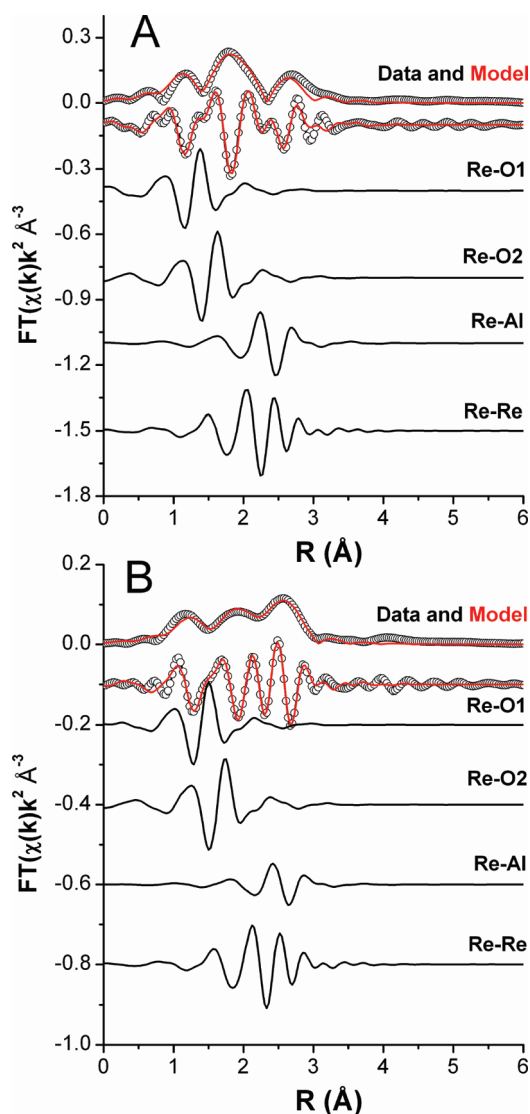 A
0.3
Data and Model
0.0
-0.3
Re-O1
-0.6
Re-O2
-0.9
Re-Al
-1.2
Re-Re
-1.5
-1.8
FT(χ(k)k² Å⁻³
0 1 2 3 4 5 6
R (Å)
B
0.2
Data and Model
0.0
Re-O1
-0.2
Re-O2
-0.4
Re-Al
-0.6
Re-Re
-0.8
-1.0
FT(χ(k)k² Å⁻³
0 1 2 3 4 5 6
R (Å)